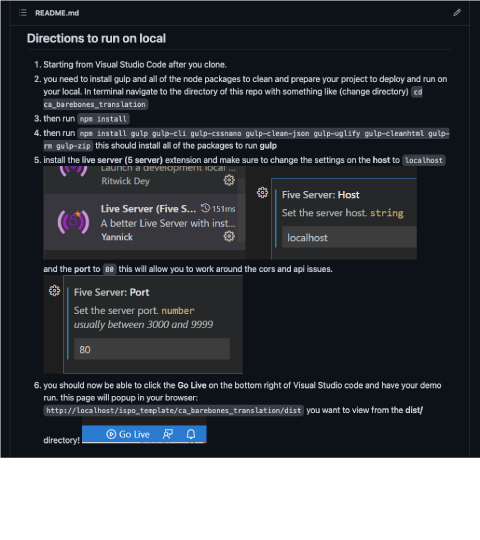 README.md
Directions to run on local
1. Starting from Visual Studio Code after you clone.
2. you need to install gulp and all of the node packages to clean and prepare your project to deploy and run on
your local. In terminal navigate to the directory of this repo with something like (change directory) cd
ca_barebones_translation
3. then run npm install
4. then run npm install gulp gulp-cli gulp-cssnano gulp-clean-json gulp-uglify gulp-cleanhtml gulp-
rm gulp-zip this should install all of the packages to run gulp
5. install the live server (5 server) extension and make sure to change the settings on the host to localhost
Launch a development local ...
Ritwick Dey
Live Server (Five S... 151ms
A better Live Server with inst...
Yannick
Five Server: Host
Set the server host. string
localhost
and the port to 80 this will allow you to work around the cors and api issues.
Five Server: Port
Set the server port. number
usually between 3000 and 9999
80
6. you should now be able to click the Go Live on the bottom right of Visual Studio code and have your demo
run. this page will popup in your browser:
http://localhost/ispo_template/ca_barebones_translation/dist you want to view from the dist/
directory! Go Live